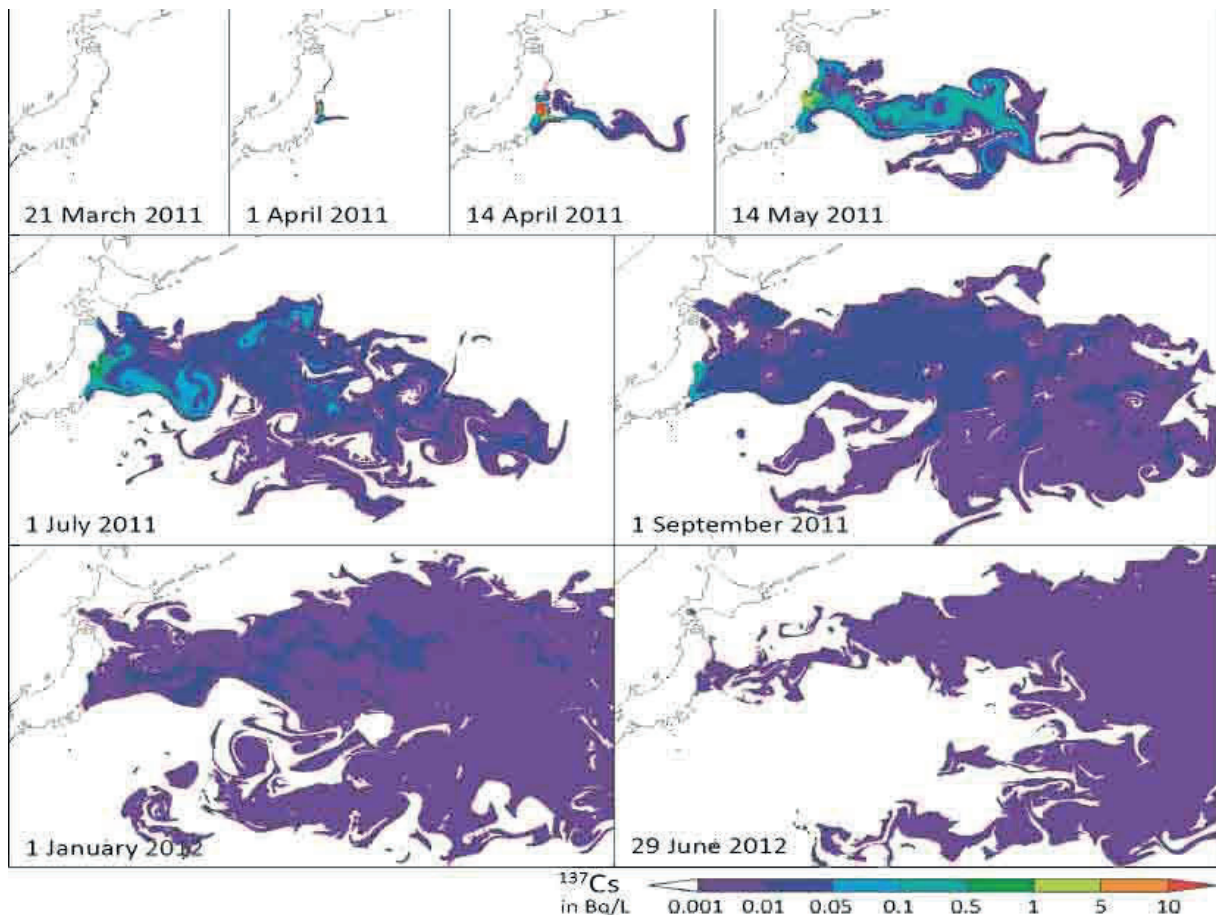 21 March 2011
1 April 2011
14 April 2011
14 May 2011
1 July 2011
1 September 2011
1 January 2012
29 June 2012
¹³⁷Cs
in Bq/L
0.001 0.01 0.05 0.1 0.5 1 5 10